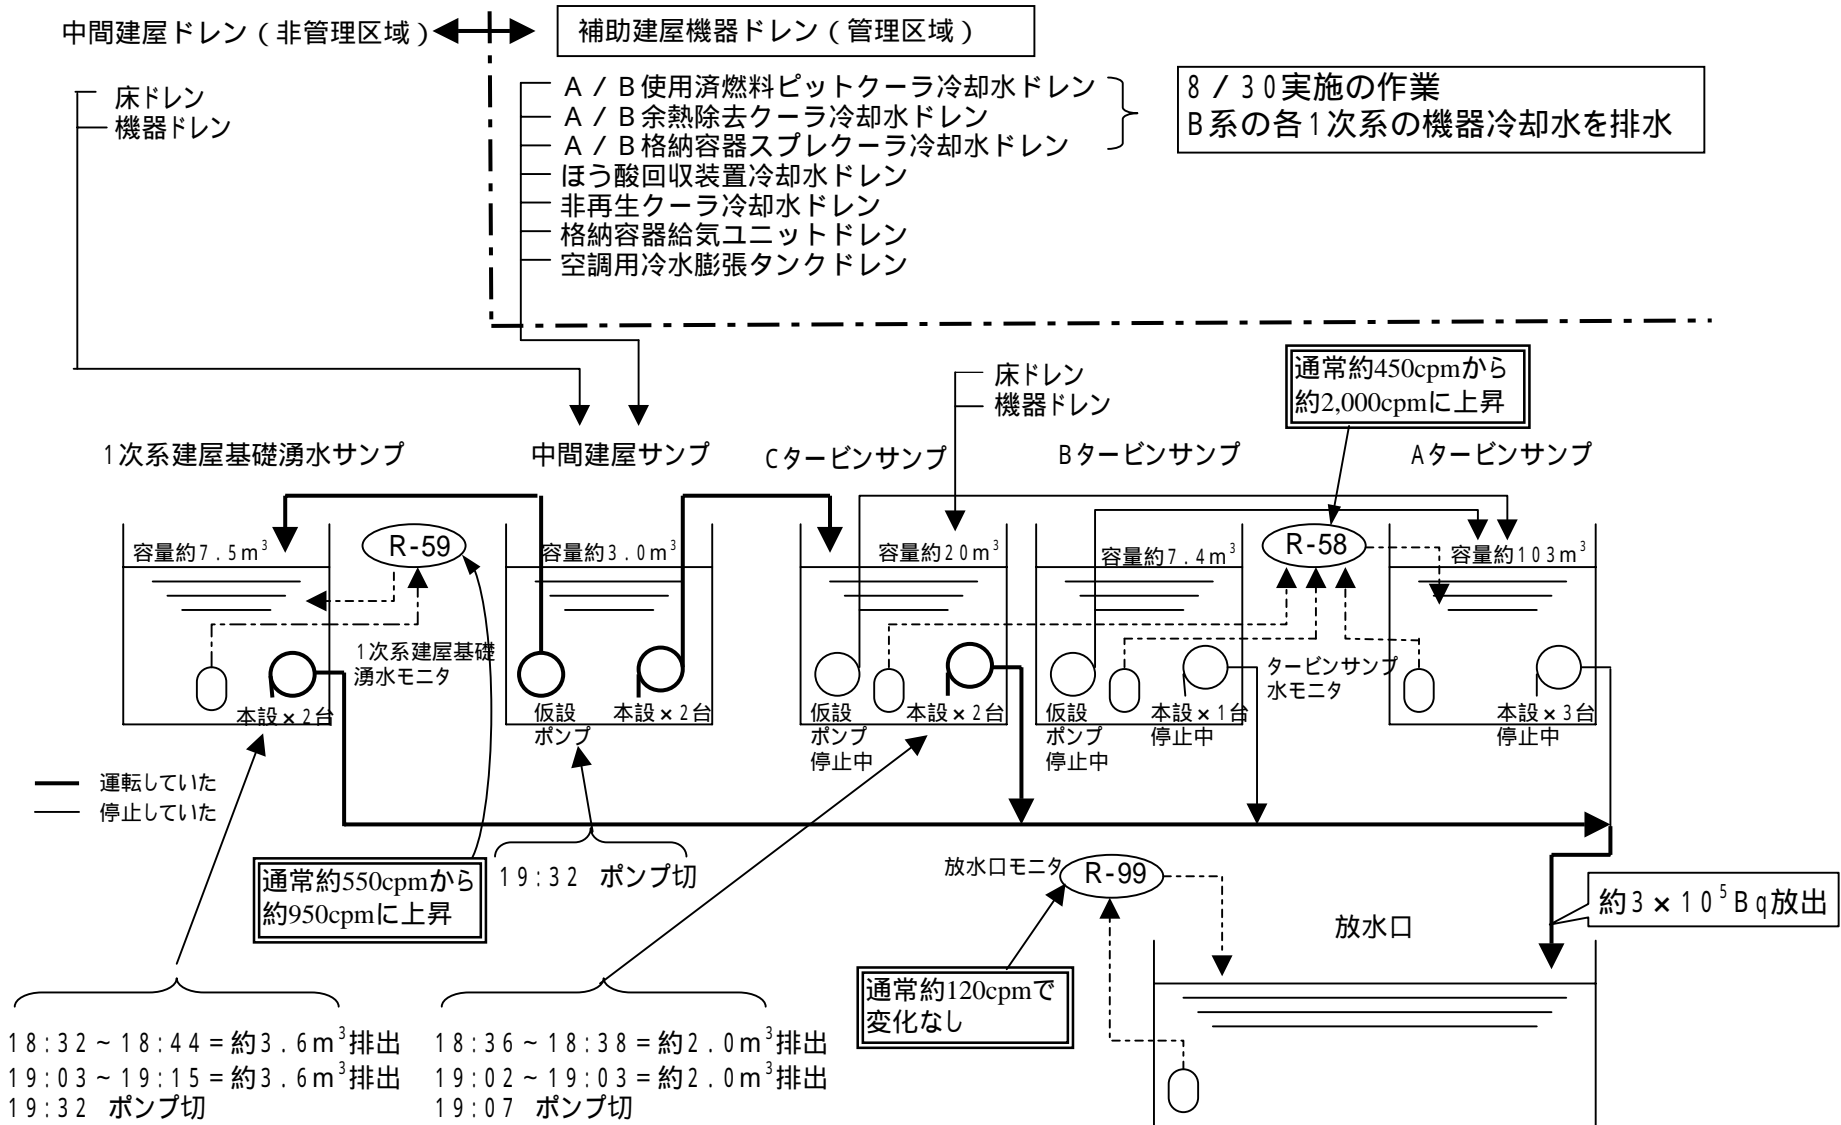 中間建屋ドレン（非管理区域）
補助建屋機器ドレン（管理区域）
床ドレン
機器ドレン
A／B使用済燃料ピットクーラ冷却水ドレン
A／B余熱除去クーラ冷却水ドレン
A／B格納容器スプレクーラ冷却水ドレン
ほう酸回収装置冷却水ドレン
非再生クーラ冷却水ドレン
格納容器給気ユニットドレン
空調用冷水膨張タンクドレン
8／30実施の作業
B系の各1次系の機器冷却水を排水
床ドレン
機器ドレン
通常約450cpmから
約2,000cpmに上昇
1次系建屋基礎湧水サンプ
中間建屋サンプ
Cタービンサンプ
Bタービンサンプ
Aタービンサンプ
容量約7.5m³
R-59
容量約3.0m³
容量約20m³
容量約7.4m³
R-58
容量約103m³
1次系建屋基礎
湧水モニタ
タービンサンプ
水モニタ
本設×2台
仮設
ポンプ
本設×2台
仮設
ポンプ
停止中
本設×2台
仮設
ポンプ
停止中
本設×1台
停止中
本設×3台
停止中
運転していた
停止していた
通常約550cpmから
約950cpmに上昇
19:32 ポンプ切
放水口モニタ
R-99
約3×10⁵Bq放出
放水口
通常約120cpmで
変化なし
18:32~18:44=約3.6m³排出
19:03~19:15=約3.6m³排出
19:32 ポンプ切
18:36~18:38=約2.0m³排出
19:02~19:03=約2.0m³排出
19:07 ポンプ切